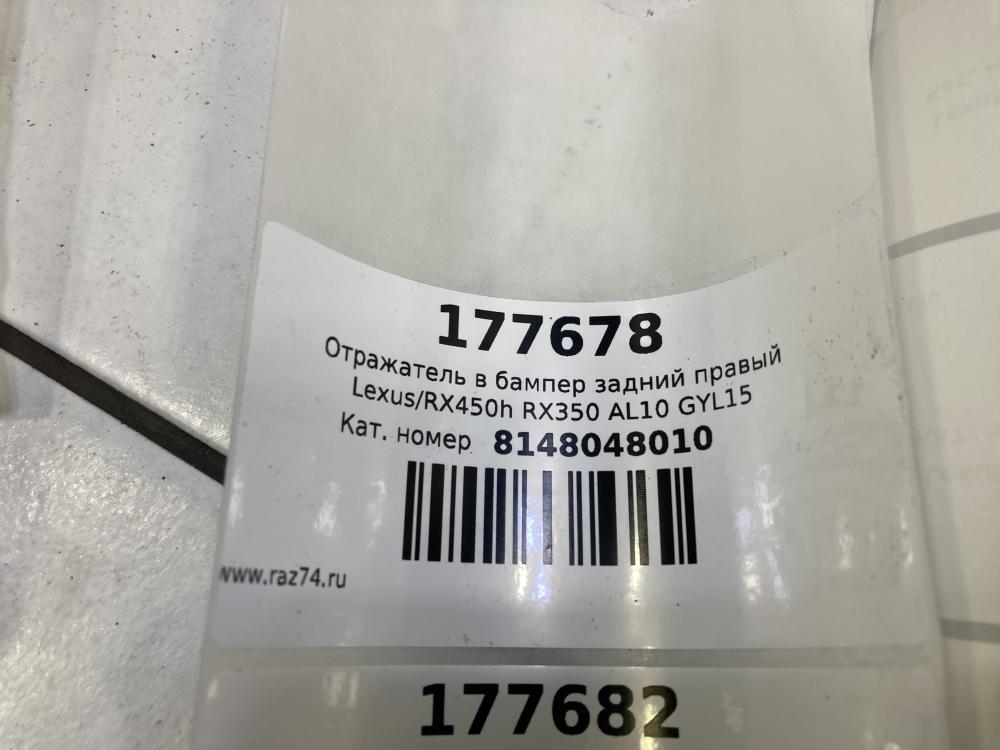 177678
Отражатель в бампер задний правый
Lexus/RX450h RX350 AL10 GYL15
Кат. номер 8148048010
www.raz74.ru
177682